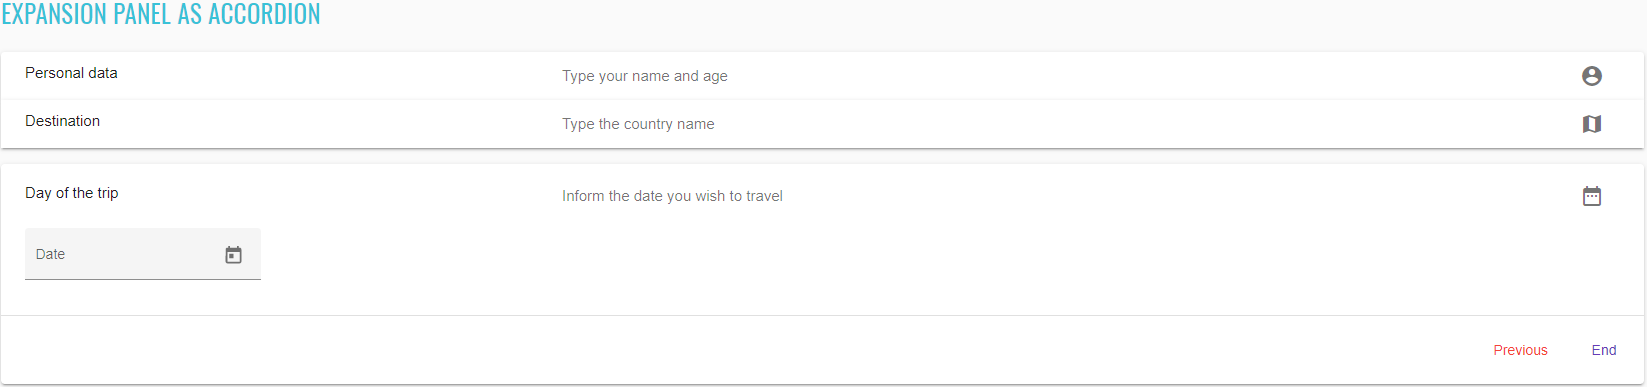 EXPANSION PANEL AS ACCORDION
Personal data Type your name and age
Destination Type the country name
Day of the trip Inform the date you wish to travel
Date
Previous End